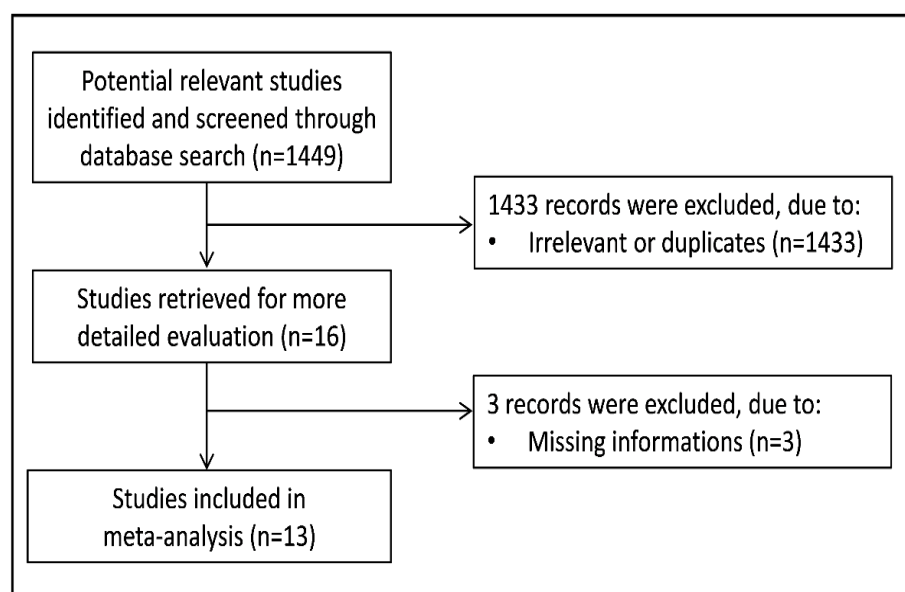 Potential relevant studies
identified and screened through
database search (n=1449)
1433 records were excluded, due to:
• Irrelevant or duplicates (n=1433)
Studies retrieved for more
detailed evaluation (n=16)
3 records were excluded, due to:
• Missing informations (n=3)
Studies included in
meta-analysis (n=13)